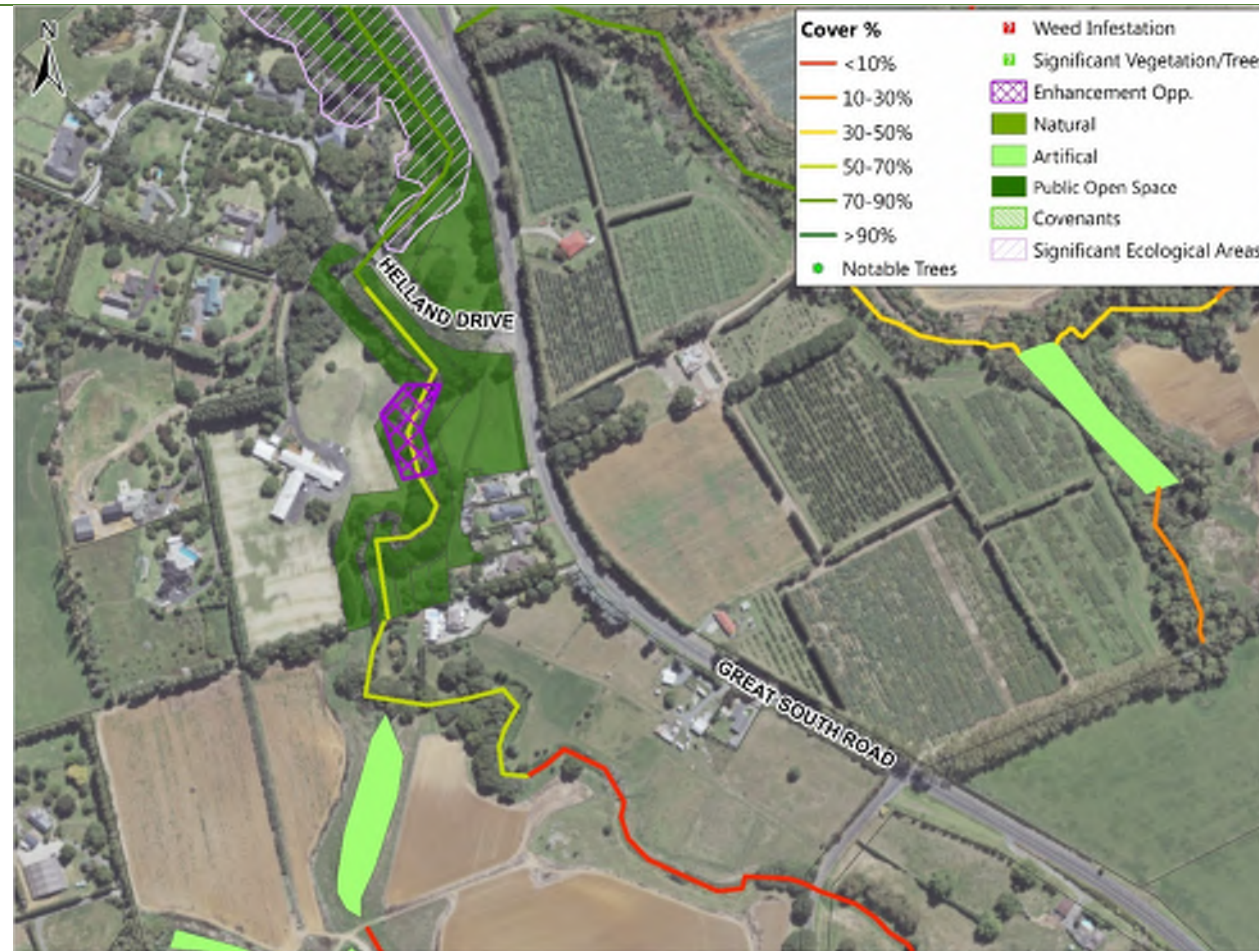 N
Cover %
<10%
10-30%
30-50%
50-70%
70-90%
>90%
Notable Trees
Weed Infestation
Significant Vegetation/Trees
Enhancement Opp.
Natural
Artifical
Public Open Space
Covenants
Significant Ecological Areas
HELLAND DRIVE
GREAT SOUTH ROAD